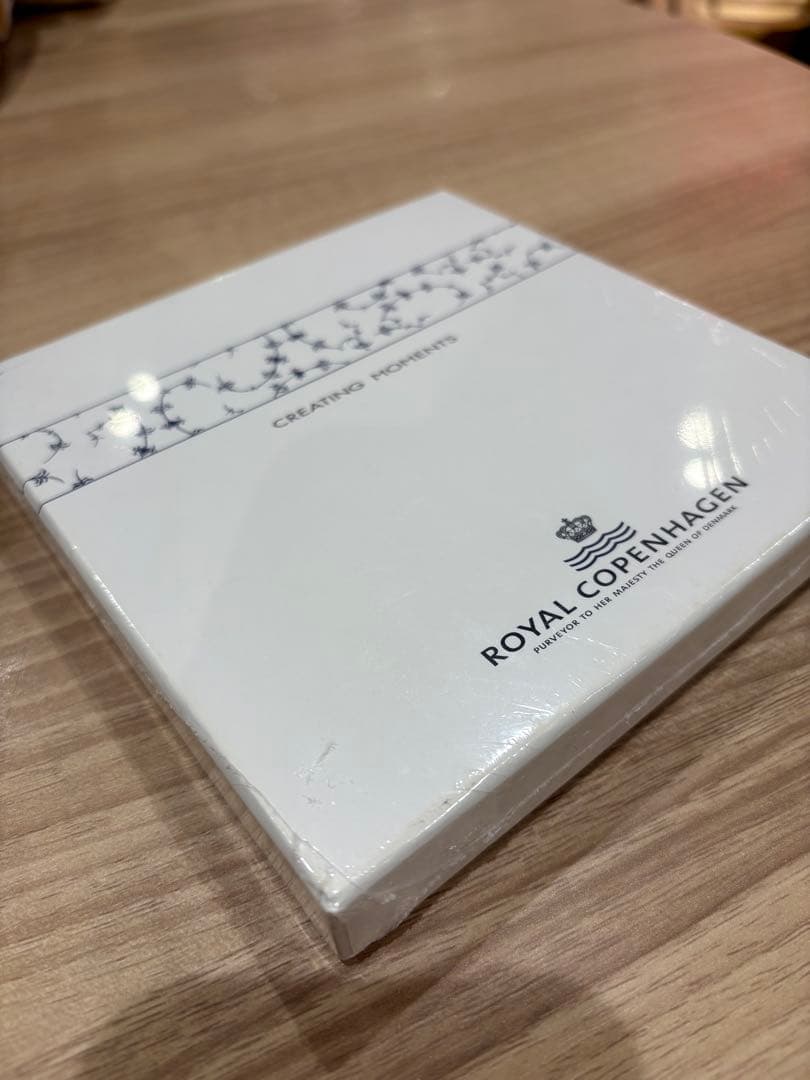 CREATING MOMENTS
ROYAL COPENHAGEN
PURVEYOR TO HER MAJESTY THE QUEEN OF DENMARK